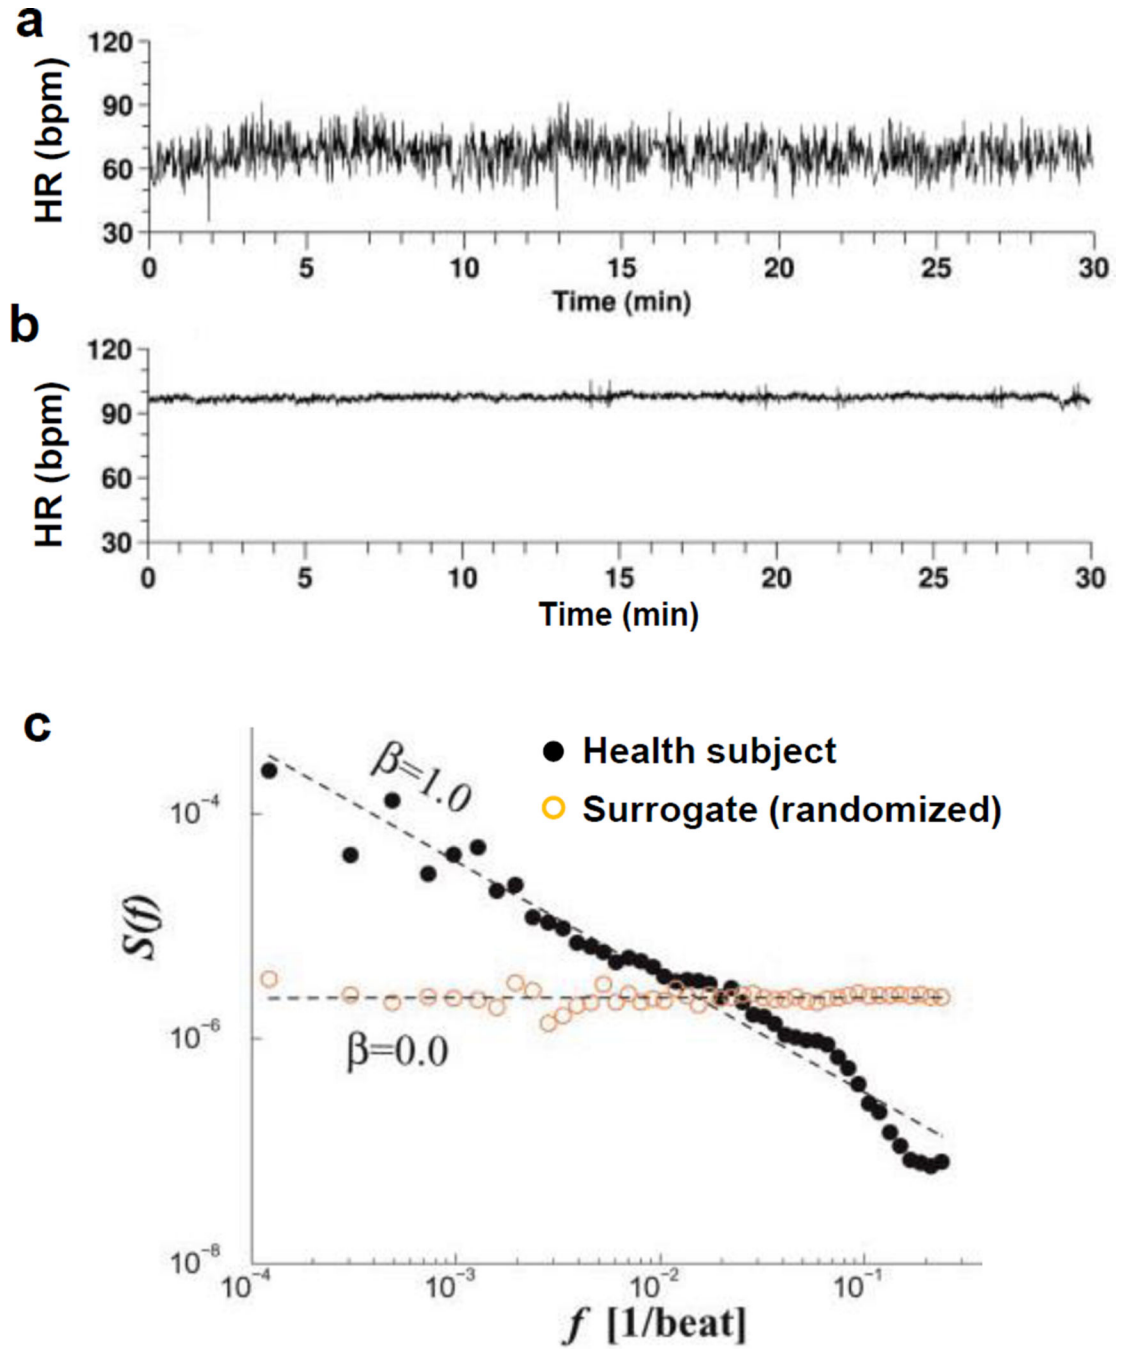 a
120
90
60
30
HR (bpm)
0 5 10 15 20 25 30
Time (min)
b
120
90
60
30
HR (bpm)
0 5 10 15 20 25 30
Time (min)
c
Health subject
Surrogate (randomized)
β=1.0
10⁻⁴
S(f)
10⁻⁶
β=0.0
10⁻⁸
10⁻⁴ 10⁻³ 10⁻² 10⁻¹
f [1/beat]